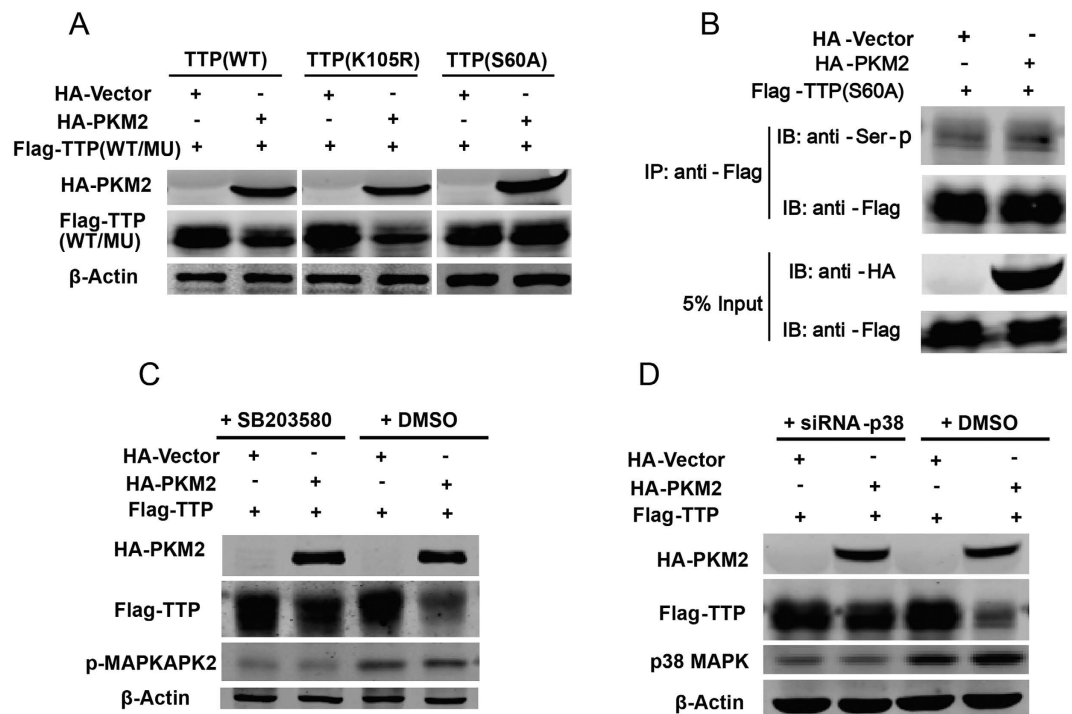 A
TTP(WT) TTP(K105R) TTP(S60A)
HA-Vector + - + - + -
HA-PKM2 - + - + - +
Flag-TTP(WT/MU) + + + + + +
HA-PKM2
Flag-TTP
(WT/MU)
β-Actin
B
HA -Vector + -
HA-PKM2 - +
Flag -TTP(S60A) + +
IP: anti -Flag
IB: anti -Ser-p
IB: anti -Flag
5% Input
IB: anti -HA
IB: anti -Flag
C
+ SB203580 + DMSO
HA-Vector + - + -
HA-PKM2 - + - +
Flag-TTP + + + +
HA-PKM2
Flag-TTP
p-MAPKAPK2
β-Actin
D
+ siRNA-p38 + DMSO
HA-Vector + - + -
HA-PKM2 - + - +
Flag-TTP + + + +
HA-PKM2
Flag-TTP
p38 MAPK
β-Actin